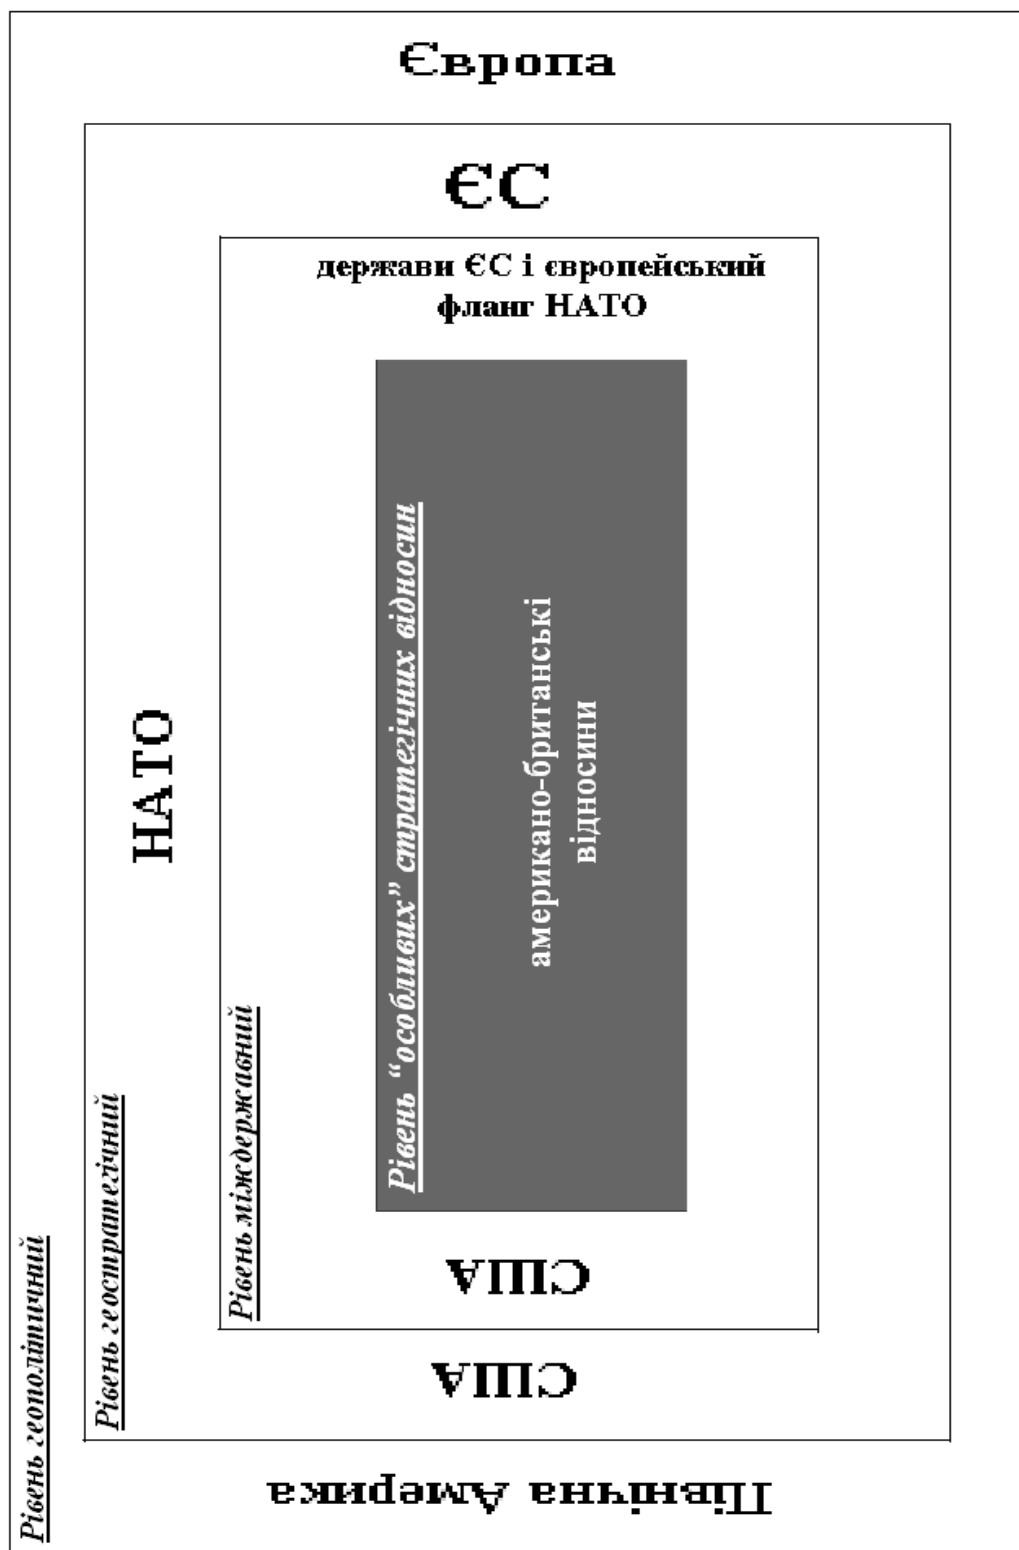 Європа
ЄС
держави ЄС і європейський
фланг НАТО
Рівень геополітичний
Рівень геостратегічний
НАТО
Рівень міждержавний
Рівень “особливих” стратегічних відносин
американо-британські
відносини
США
США
Північна Америка